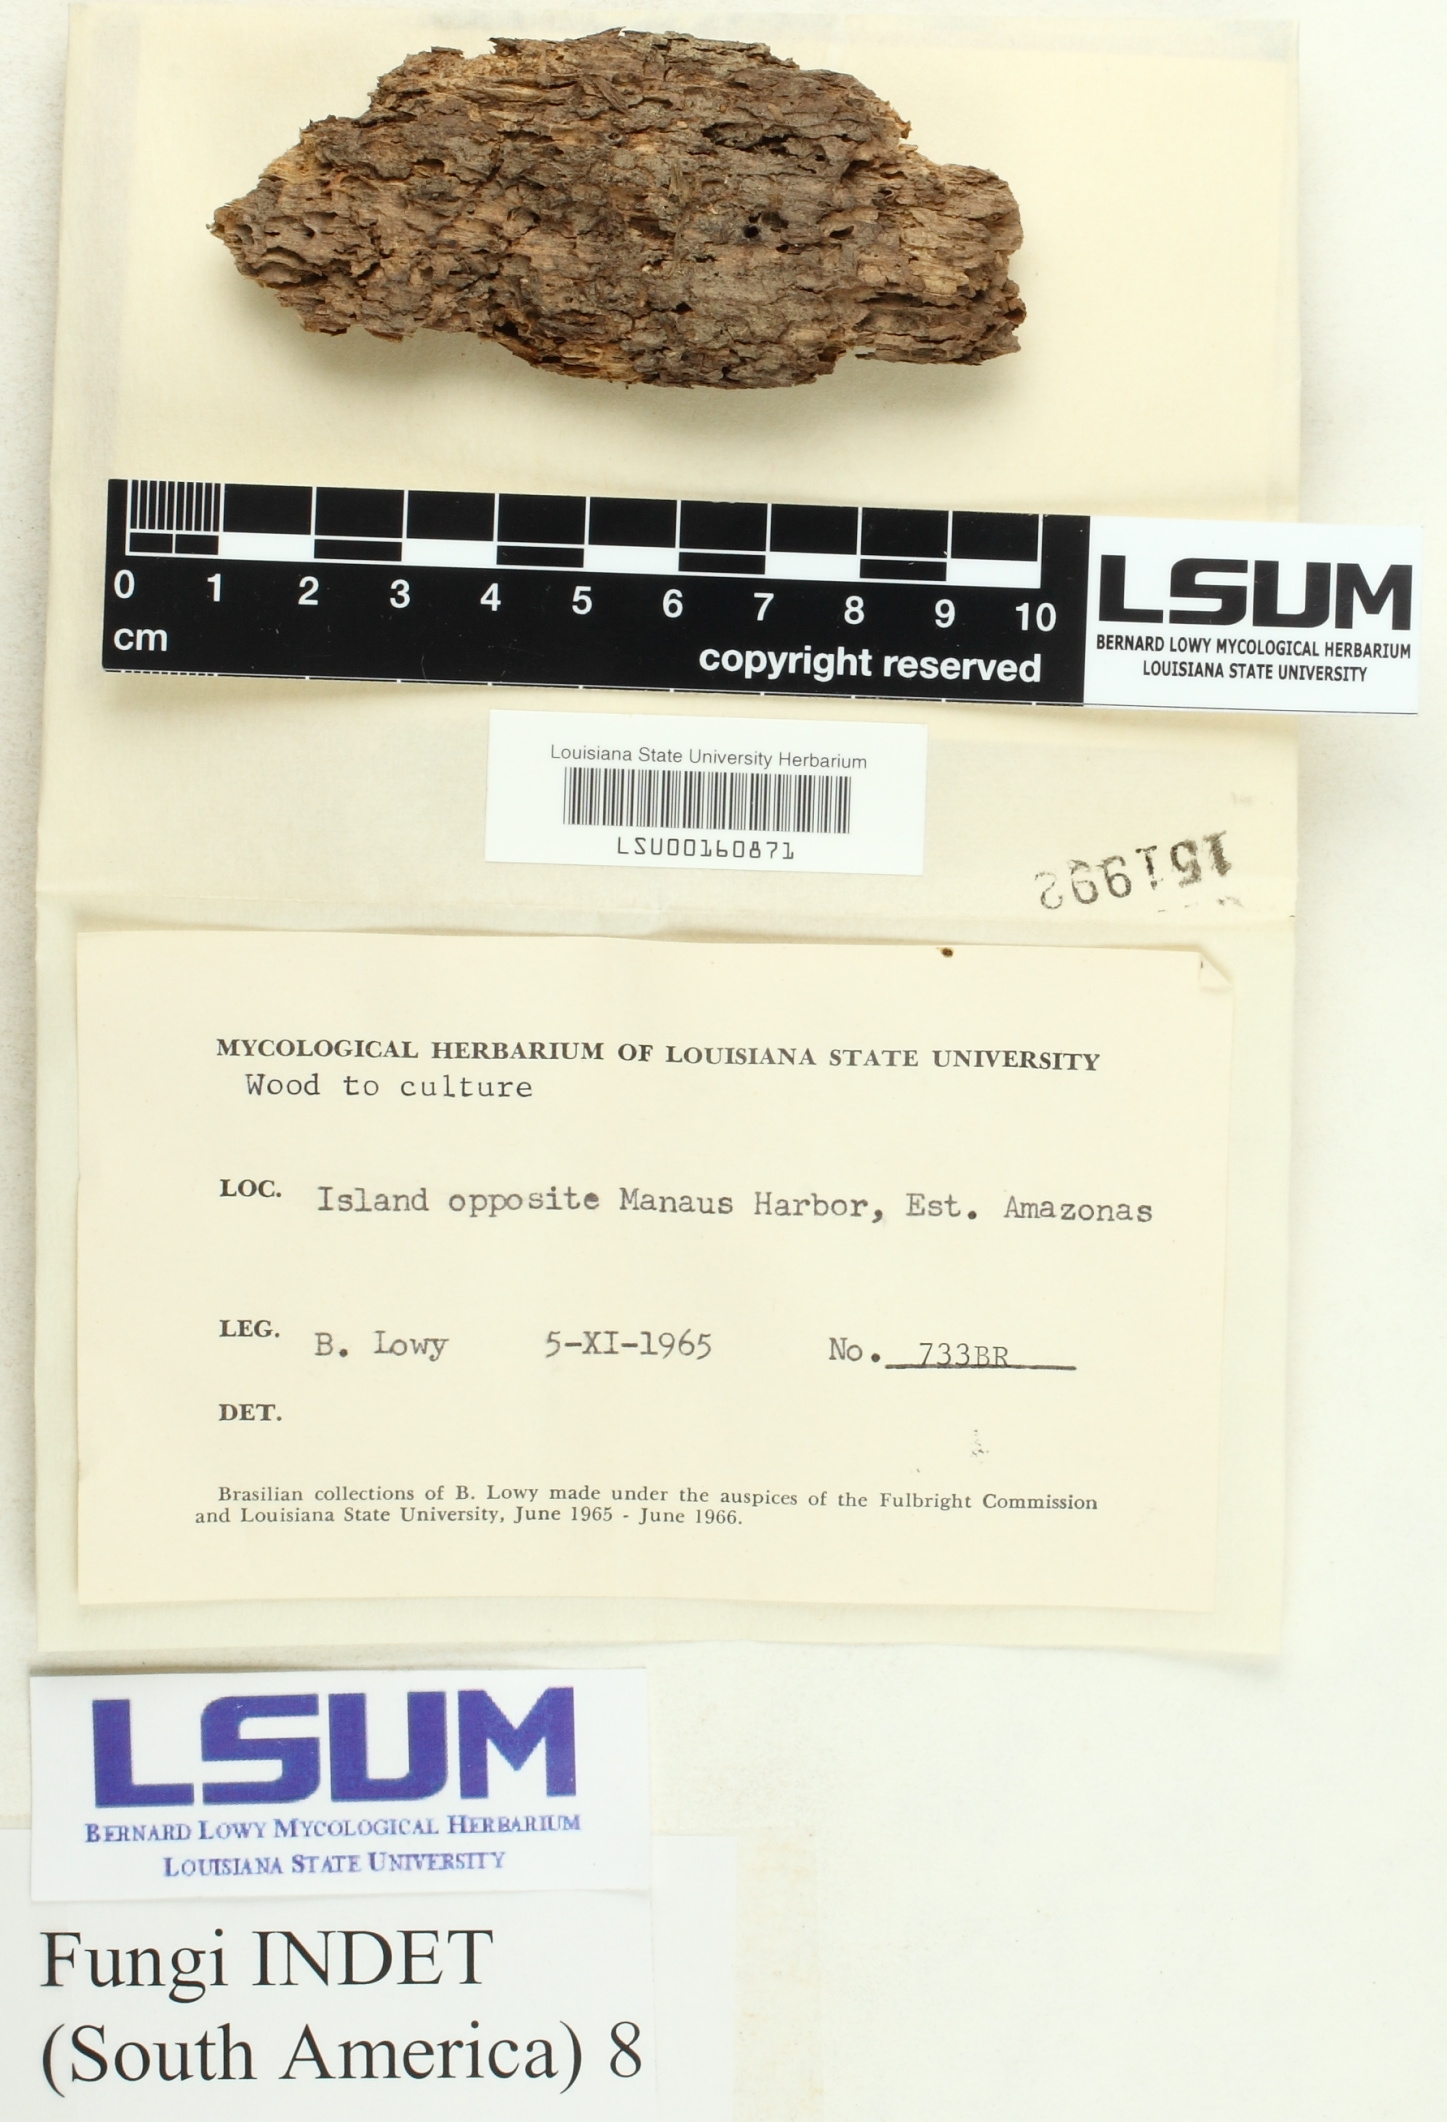 0 1 2 3 4 5 6 7 8 9 10
cm
copyright reserved
LSUM
BERNARD LOWY MYCOLOGICAL HERBARIUM
LOUISIANA STATE UNIVERSITY
Louisiana State University Herbarium
LSU00160871
151992
MYCOLOGICAL HERBARIUM OF LOUISIANA STATE UNIVERSITY
Wood to culture
LOC. Island opposite Manaus Harbor, Est. Amazonas
LEG. B. Lowy 5-XI-1965 No. 733BR
DET.
Brasilian collections of B. Lowy made under the auspices of the Fulbright Commission
and Louisiana State University, June 1965 - June 1966.
LSUM
BERNARD LOWY MYCOLOGICAL HERBARIUM
LOUISIANA STATE UNIVERSITY
Fungi INDET
(South America) 8